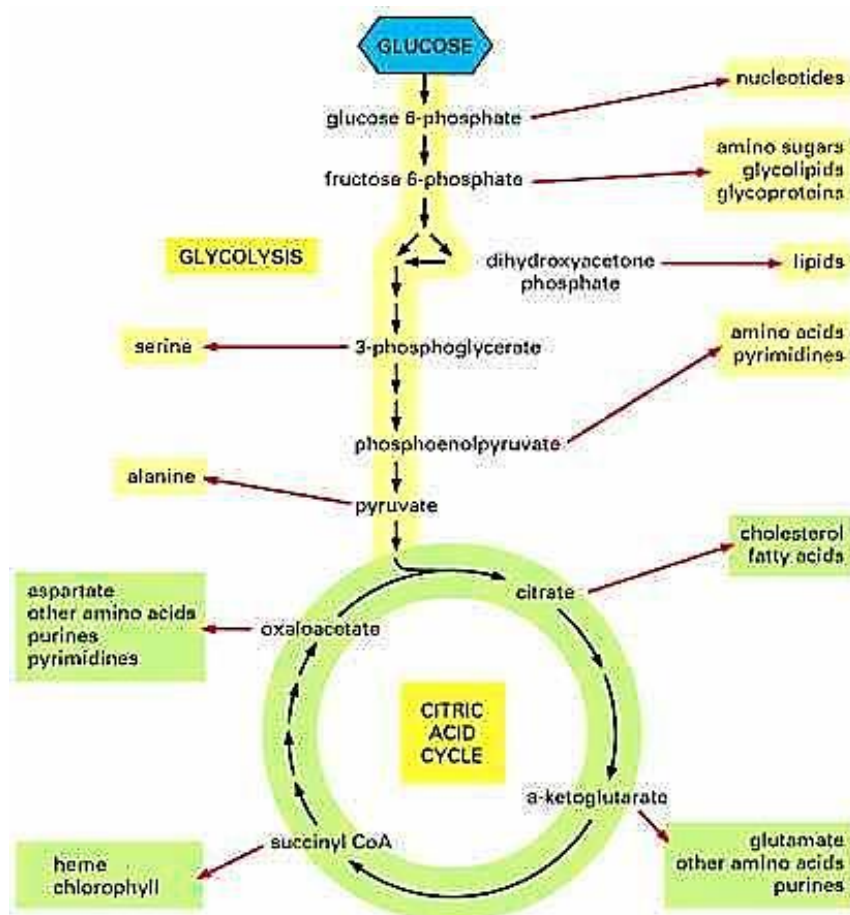 GLUCOSE
nucleotides
glucose 6-phosphate
amino sugars
glycolipids
glycoproteins
fructose 6-phosphate
GLYCOLYSIS
dihydroxyacetone
phosphate
lipids
serine
3-phosphoglycerate
amino acids
pyrimidines
phosphoenolpyruvate
alanine
pyruvate
cholesterol
fatty acids
citrate
aspartate
other amino acids
purines
pyrimidines
oxaloacetate
CITRIC
ACID
CYCLE
a-ketoglutarate
succinyl CoA
glutamate
other amino acids
purines
heme
chlorophyll